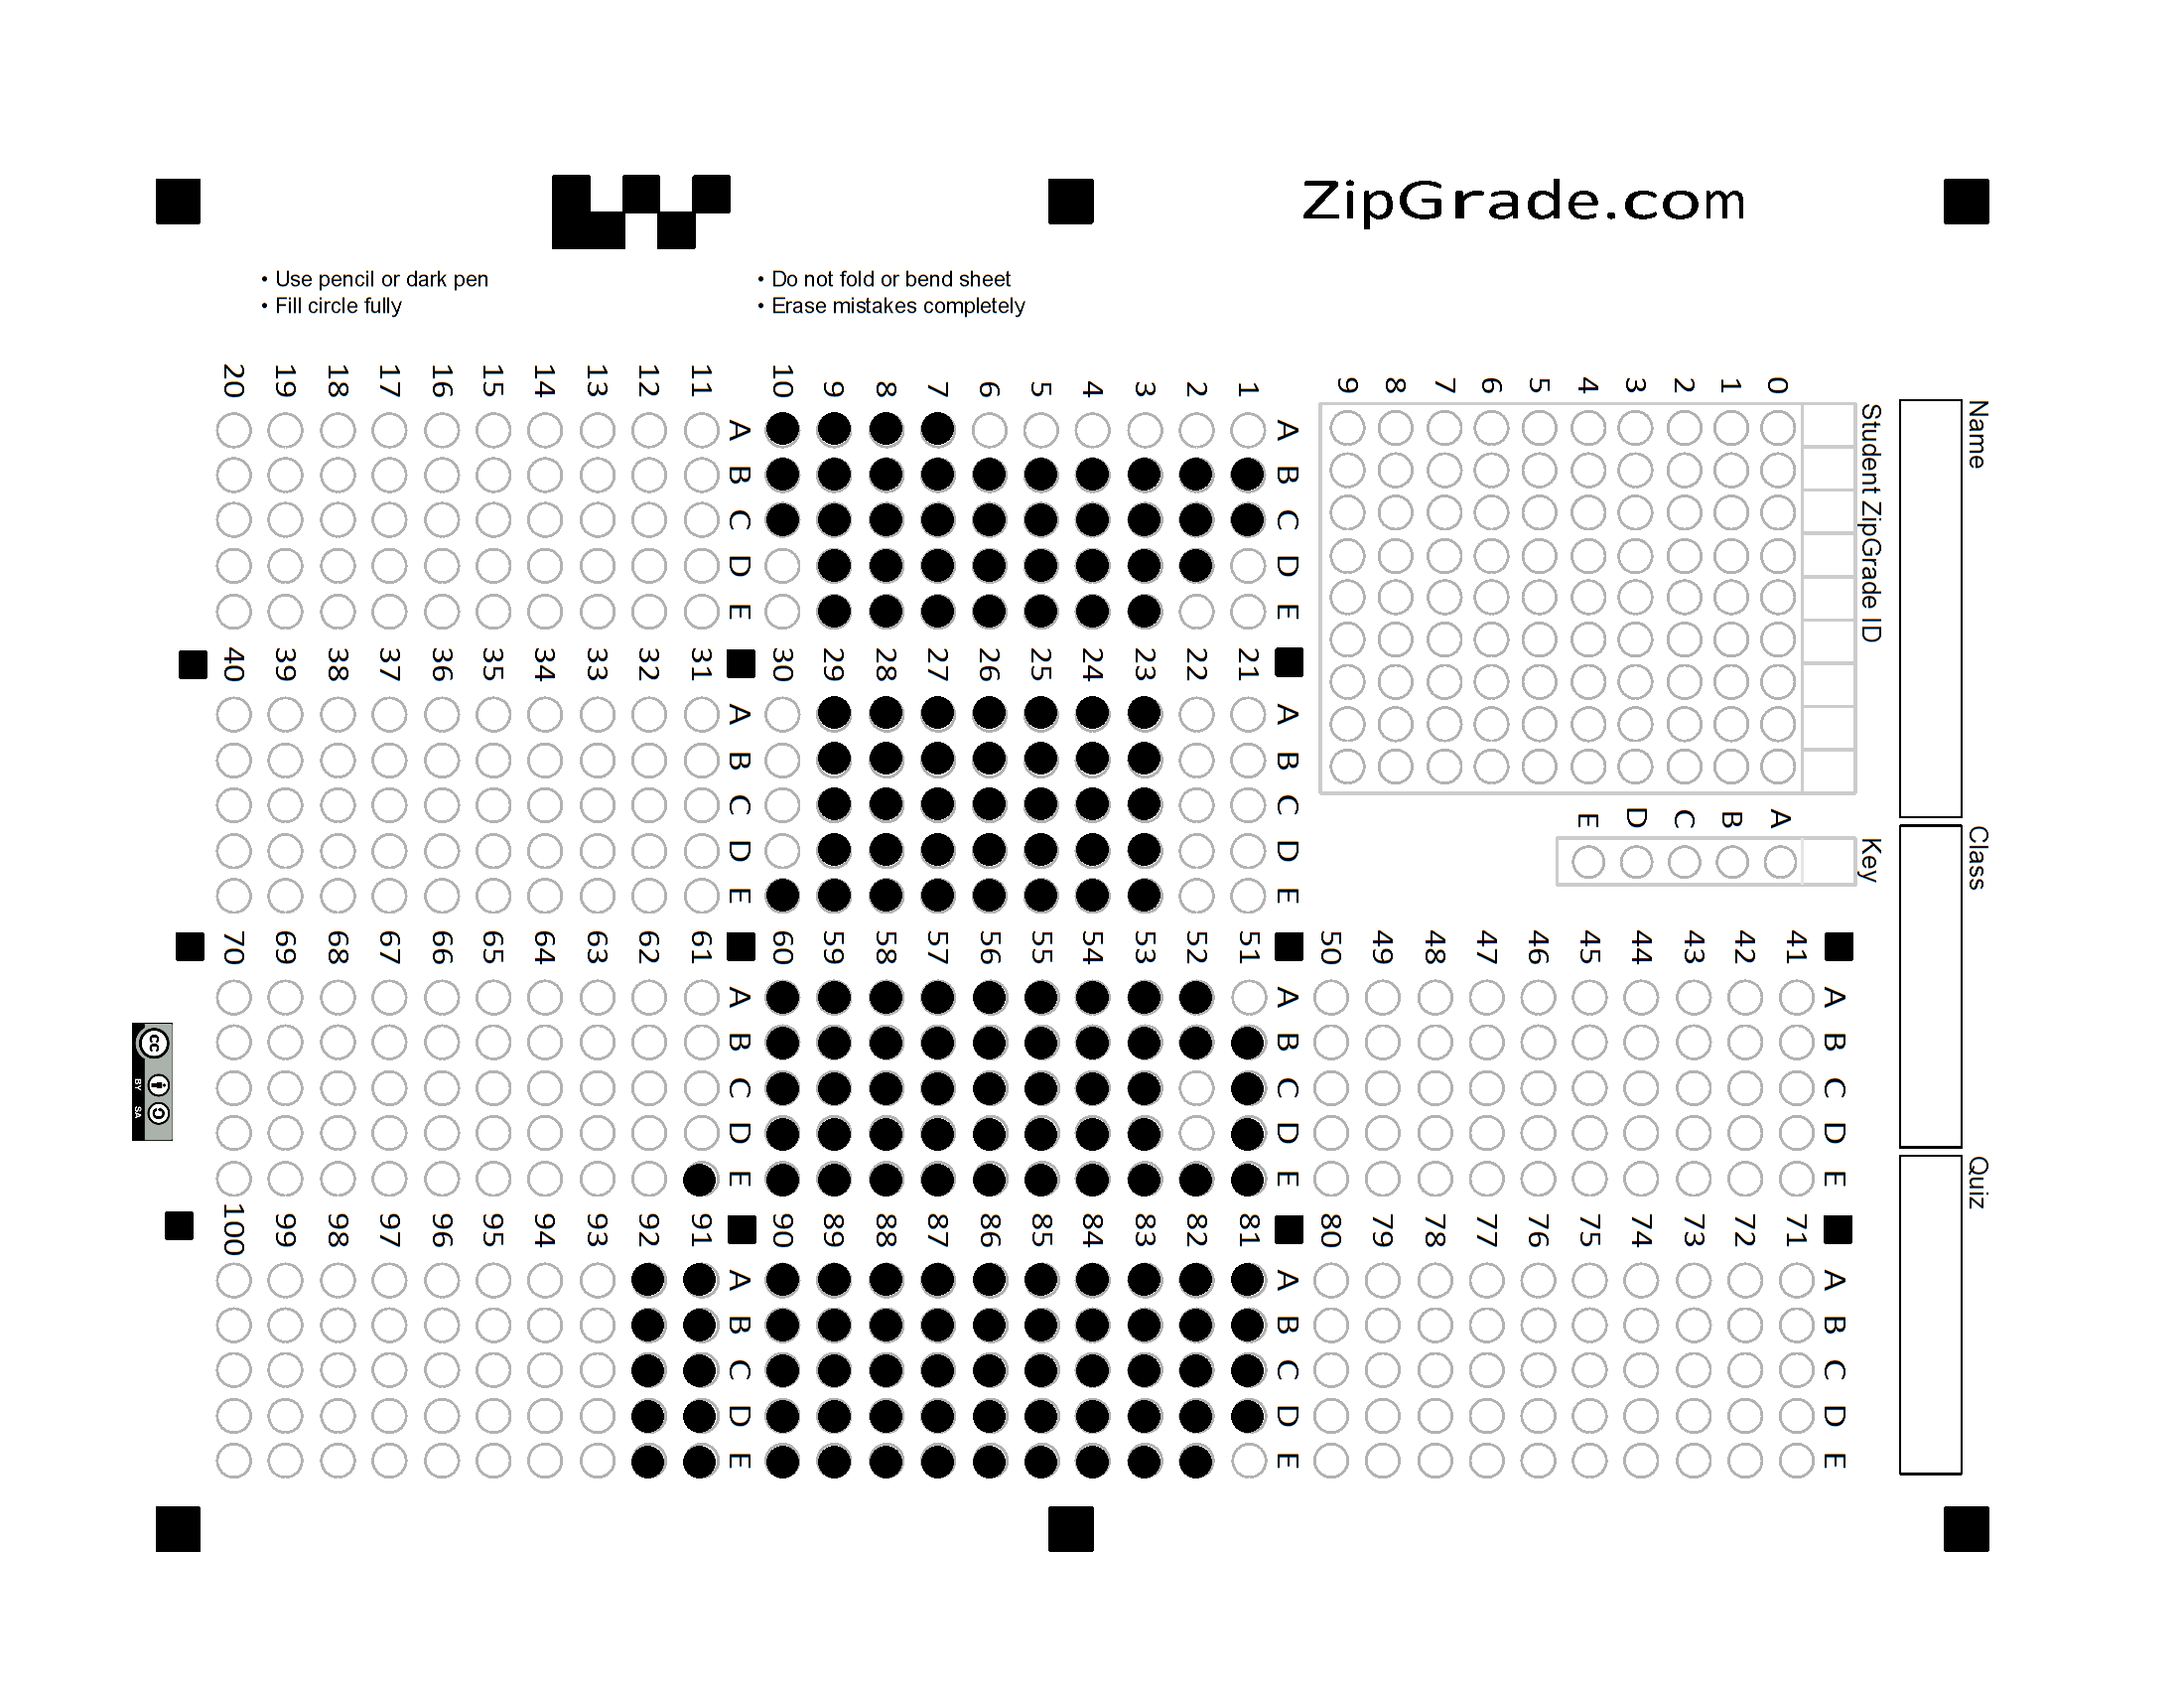 ZipGrade.com
• Use pencil or dark pen
• Fill circle fully
• Do not fold or bend sheet
• Erase mistakes completely
Name
Class
Quiz
Student ZipGrade ID
0 1 2 3 4 5 6 7 8 9
Key
A B C D E
1 2 3 4 5 6 7 8 9 10
A B C D E
11 12 13 14 15 16 17 18 19 20
A B C D E
21 22 23 24 25 26 27 28 29 30
A B C D E
31 32 33 34 35 36 37 38 39 40
A B C D E
41 42 43 44 45 46 47 48 49 50
A B C D E
51 52 53 54 55 56 57 58 59 60
A B C D E
61 62 63 64 65 66 67 68 69 70
A B C D E
71 72 73 74 75 76 77 78 79 80
A B C D E
81 82 83 84 85 86 87 88 89 90
A B C D E
91 92 93 94 95 96 97 98 99 100
A B C D E
cc
BY SA